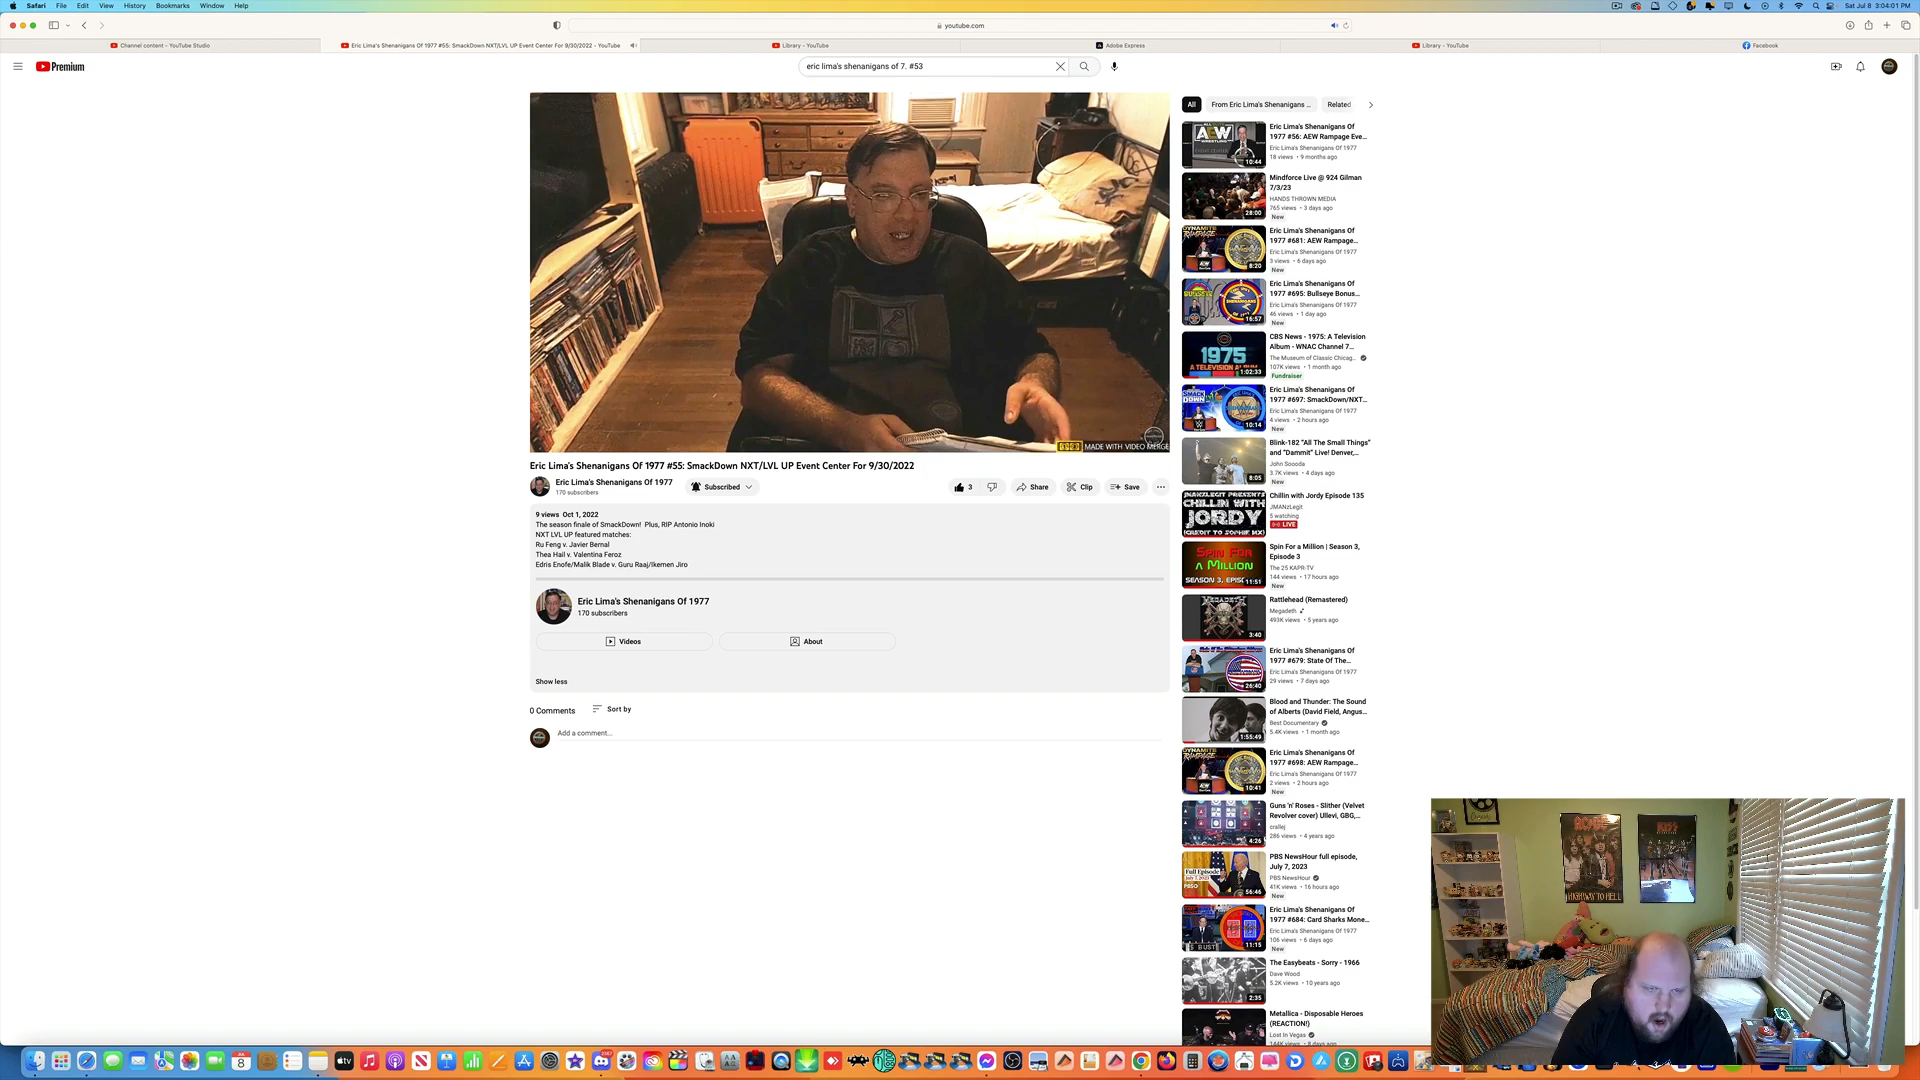 Safari File Edit View History Bookmarks Window Help
Sat Jul 8 3:04:01 PM
youtube.com
Channel content - YouTube Studio
Eric Lima's Shenanigans Of 1977 #55: SmackDown NXT/LVL UP Event Center For 9/30/2022 - YouTube
Library - YouTube
Adobe Express
Library - YouTube
Facebook
Premium
eric lima's shenanigans of 7. #53
MADE WITH VIDEO MERGE
Eric Lima's Shenanigans Of 1977 #55: SmackDown NXT/LVL UP Event Center For 9/30/2022
Eric Lima's Shenanigans Of 1977
170 subscribers
Subscribed
3
Share
Clip
Save
9 views Oct 1, 2022
The season finale of SmackDown! Plus, RIP Antonio Inoki
NXT LVL UP featured matches:
Ru Feng v. Javier Bernal
Thea Hail v. Valentina Feroz
Edris Enofe/Malik Blade v. Guru Raaj/Ikemen Jiro
Eric Lima's Shenanigans Of 1977
170 subscribers
Videos
About
Show less
0 Comments
Sort by
Add a comment...
All
From Eric Lima's Shenanigans ...
Related
AEW
10:44
Eric Lima's Shenanigans Of
1977 #56: AEW Rampage Eve...
Eric Lima's Shenanigans Of 1977
18 views • 9 months ago
28:00
Mindforce Live @ 924 Gilman
7/3/23
HANDS THROWN MEDIA
765 views • 3 days ago
New
8:20
Eric Lima's Shenanigans Of
1977 #681: AEW Rampage...
Eric Lima's Shenanigans Of 1977
3 views • 6 days ago
New
16:57
Eric Lima's Shenanigans Of
1977 #695: Bullseye Bonus...
Eric Lima's Shenanigans Of 1977
46 views • 1 day ago
New
1975
A TELEVISION ALBUM
1:02:33
CBS News - 1975: A Television
Album - WNAC Channel 7...
The Museum of Classic Chicag...
107K views • 1 month ago
Fundraiser
10:14
Eric Lima's Shenanigans Of
1977 #697: SmackDown/NXT...
Eric Lima's Shenanigans Of 1977
4 views • 2 hours ago
New
8:05
Blink-182 "All The Small Things"
and "Dammit" Live! Denver,...
John Soooda
3.7K views • 4 days ago
New
JMANZLEGIT PRESENTS
CHILLIN WITH
JORDY
Chillin with Jordy Episode 135
JMANzLegit
5 watching
LIVE
SPIN FOR
A MILLION
11:51
Spin For a Million | Season 3,
Episode 3
The 25 KAPR-TV
144 views • 17 hours ago
New
MEGADETH
3:40
Rattlehead (Remastered)
Megadeth
493K views • 5 years ago
26:40
Eric Lima's Shenanigans Of
1977 #679: State Of The...
Eric Lima's Shenanigans Of 1977
29 views • 7 days ago
1:55:49
Blood and Thunder: The Sound
of Alberts (David Field, Angus...
Best Documentary
5.4K views • 1 month ago
10:41
Eric Lima's Shenanigans Of
1977 #698: AEW Rampage...
Eric Lima's Shenanigans Of 1977
2 views • 2 hours ago
New
4:26
Guns 'n' Roses - Slither (Velvet
Revolver cover) Ullevi, GBG,...
crallej
286 views • 4 years ago
Full Episode
56:46
PBS NewsHour full episode,
July 7, 2023
PBS NewsHour
41K views • 16 hours ago
New
11:15
Eric Lima's Shenanigans Of
1977 #684: Card Sharks Mone...
Eric Lima's Shenanigans Of 1977
106 views • 6 days ago
New
2:35
The Easybeats - Sorry - 1966
Dave Wood
5.2K views • 10 years ago
Metallica - Disposable Heroes
(REACTION!)
Lost In Vegas
AC/DC
HIGHWAY TO HELL
KISS